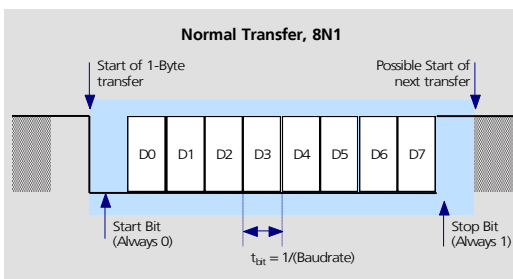 Normal Transfer, 8N1
Start of 1-Byte
transfer
Possible Start of
next transfer
D0 D1 D2 D3 D4 D5 D6 D7
Start Bit
(Always 0)
Stop Bit
(Always 1)
tbit = 1/(Baudrate)